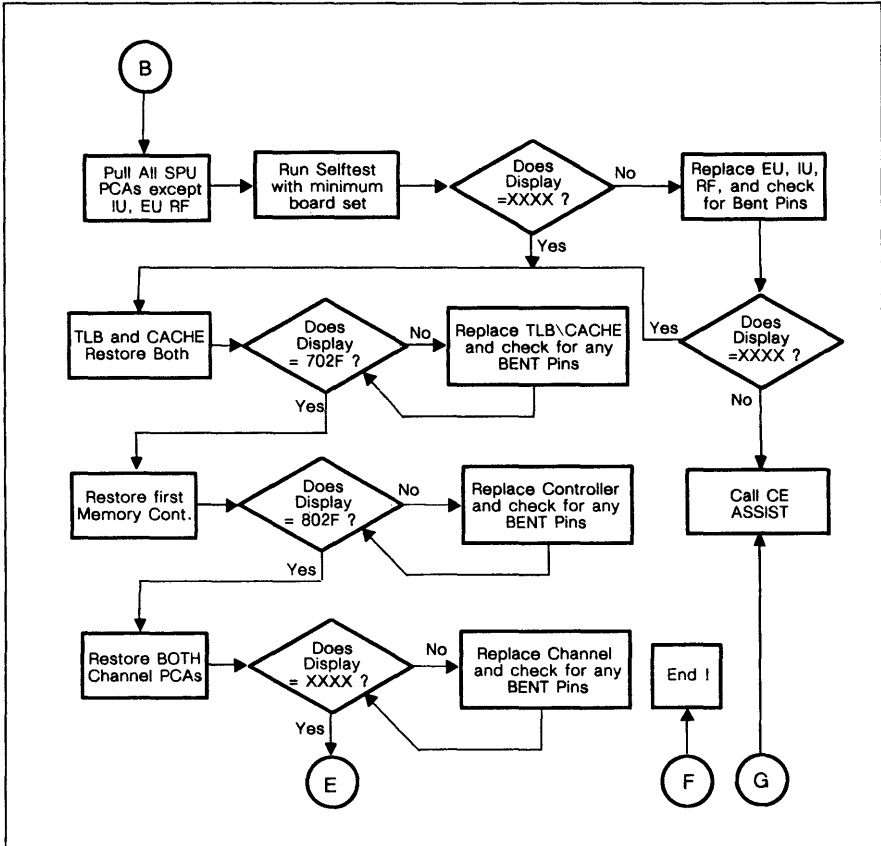 B
Pull All SPU
PCAs except
IU, EU RF
Run Selftest
with minimum
board set
Does
Display
=XXXX ?
No
Replace EU, IU,
RF, and check
for Bent Pins
Yes
TLB and CACHE
Restore Both
Does
Display
= 702F ?
No
Replace TLB\CACHE
and check for any
BENT Pins
Yes
Does
Display
=XXXX ?
Yes
No
Restore first
Memory Cont.
Does
Display
= 802F ?
No
Replace Controller
and check for any
BENT Pins
Call CE
ASSIST
Yes
Restore BOTH
Channel PCAs
Does
Display
= XXXX ?
No
Replace Channel
and check for any
BENT Pins
End !
Yes
E
F
G